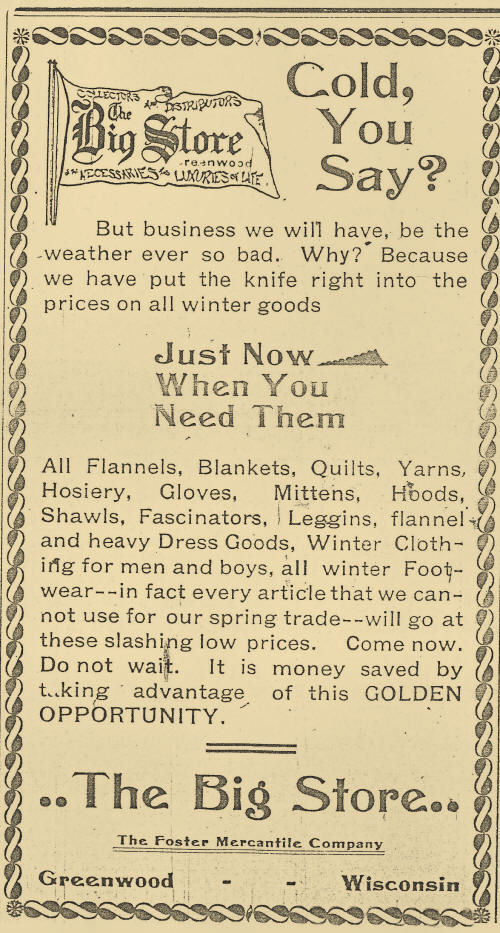 COLLECTORS AND DISTRIBUTORS
The
Big Store
Greenwood
NECESSARIES LUXURIES OF LIFE
Cold,
You
Say?
But business we will have, be the
weather ever so bad. Why? Because
we have put the knife right into the
prices on all winter goods
Just Now
When You
Need Them
All Flannels, Blankets, Quilts, Yarns,
Hosiery, Gloves, Mittens, Hoods,
Shawls, Fascinators, Leggins, flannel
and heavy Dress Goods, Winter Cloth-
ing for men and boys, all winter Foot-
wear--in fact every article that we can-
not use for our spring trade--will go at
these slashing low prices. Come now.
Do not wait. It is money saved by
taking advantage of this GOLDEN
OPPORTUNITY.
..The Big Store..
The Foster Mercantile Company
Greenwood - - Wisconsin